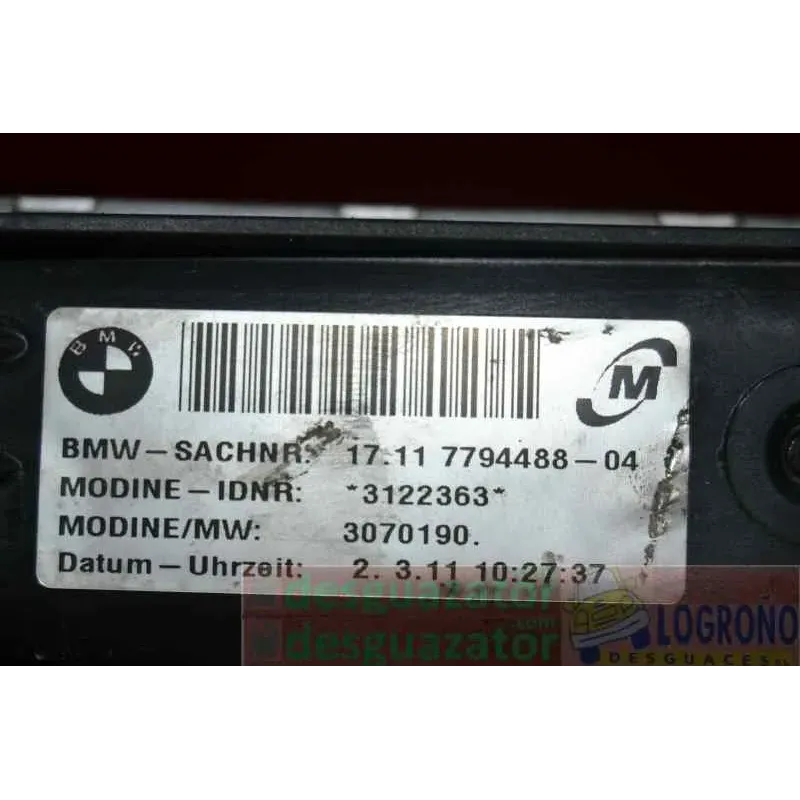 BMW
M
BMW-SACHNR: 17.11 7794488-04
MODINE-IDNR: *3122363*
MODINE/MW: 3070190.
Datum-Uhrzeit: 2. 3.11 10:27:37
desguazator
.com
desguazator
LOGRONO
DESGUACES